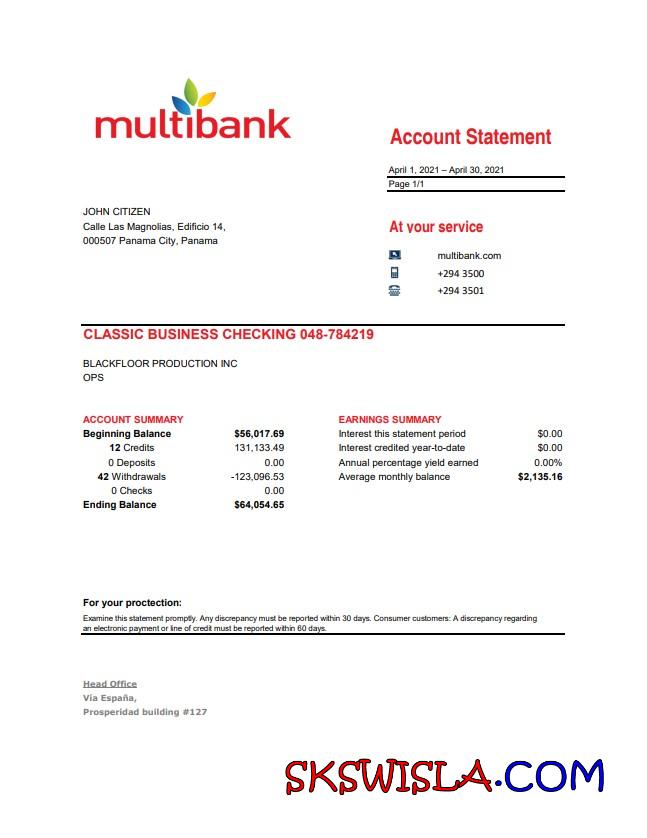 multibank
Account Statement
April 1, 2021 – April 30, 2021
Page 1/1
JOHN CITIZEN
Calle Las Magnolias, Edificio 14,
000507 Panama City, Panama
At your service
multibank.com
+294 3500
+294 3501
CLASSIC BUSINESS CHECKING 048-784219
BLACKFLOOR PRODUCTION INC
OPS
ACCOUNT SUMMARY
Beginning Balance $56,017.69
12 Credits 131,133.49
0 Deposits 0.00
42 Withdrawals -123,096.53
0 Checks 0.00
Ending Balance $64,054.65
EARNINGS SUMMARY
Interest this statement period $0.00
Interest credited year-to-date $0.00
Annual percentage yield earned 0.00%
Average monthly balance $2,135.16
For your proctection:
Examine this statement promptly. Any discrepancy must be reported within 30 days. Consumer customers: A discrepancy regarding
an electronic payment or line of credit must be reported within 60 days.
Head Office
Vía España,
Prosperidad building #127
SKSWISLA.COM